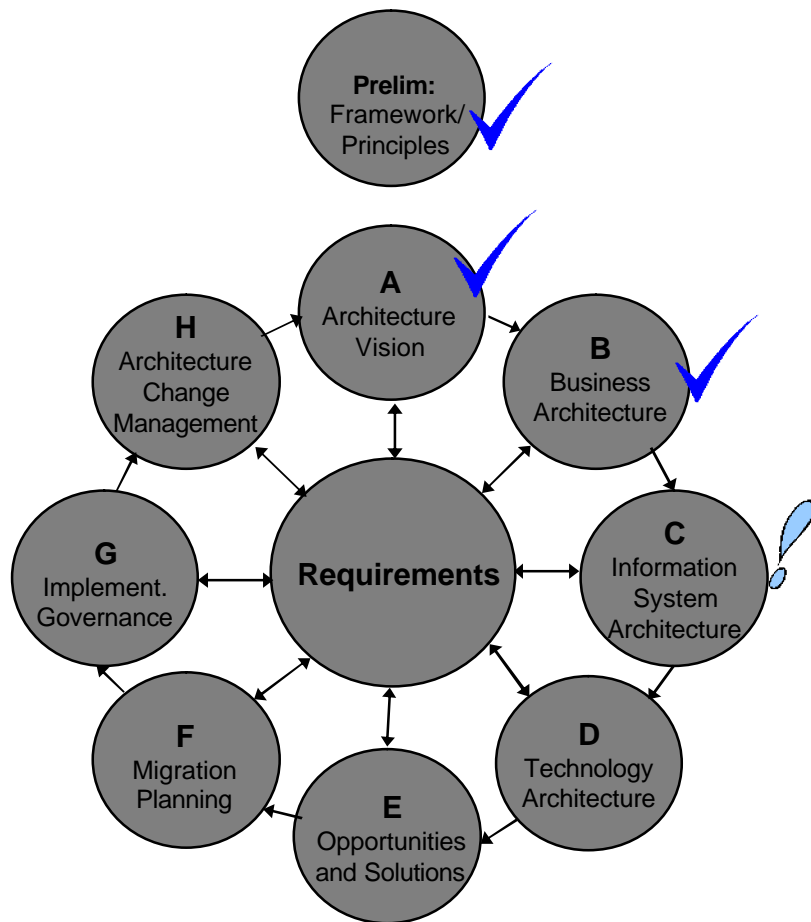 Prelim:
Framework/
Principles
A
Architecture
Vision
B
Business
Architecture
C
Information
System
Architecture
D
Technology
Architecture
E
Opportunities
and Solutions
F
Migration
Planning
G
Implement.
Governance
H
Architecture
Change
Management
Requirements